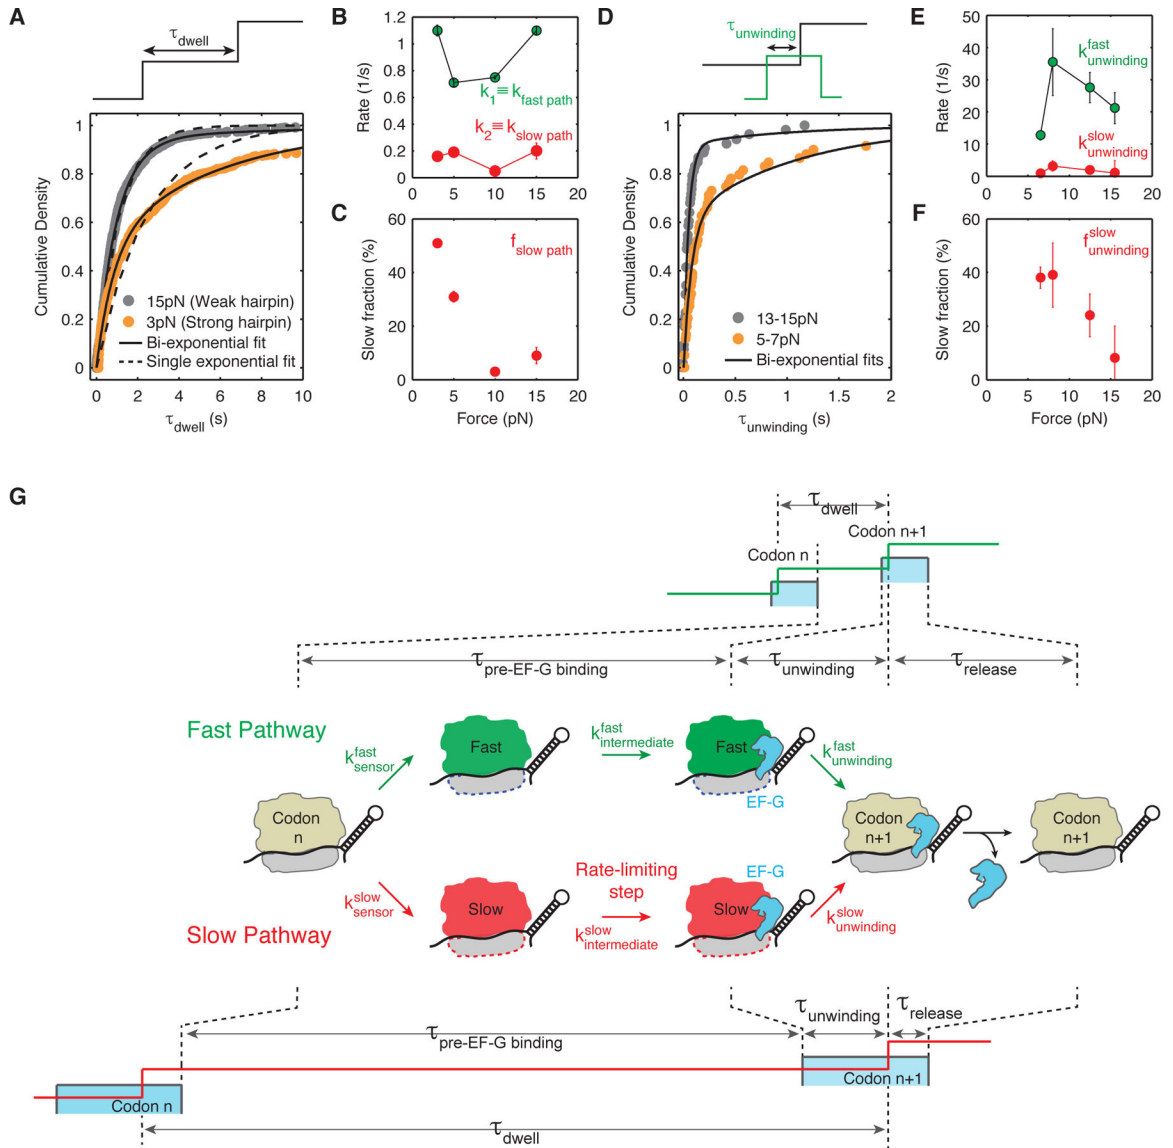 A
τdwell
Cumulative Density
1
0.8
0.6
0.4
0.2
0
15pN (Weak hairpin)
3pN (Strong hairpin)
Bi-exponential fit
Single exponential fit
0 2 4 6 8 10
τdwell (s)
B
Rate (1/s)
1.2
1
0.8
0.6
0.4
0.2
0
k1≡ kfast path
k2≡ kslow path
0 5 10 15 20
C
Slow fraction (%)
60
40
20
0
fslow path
0 5 10 15 20
Force (pN)
D
τunwinding
Cumulative Density
1
0.8
0.6
0.4
0.2
0
13-15pN
5-7pN
Bi-exponential fits
0 0.5 1 1.5 2
τunwinding (s)
E
Rate (1/s)
50
40
30
20
10
0
k fast unwinding
k slow unwinding
0 5 10 15 20
F
Slow fraction (%)
60
40
20
0
f slow unwinding
0 5 10 15 20
Force (pN)
G
τdwell
Codon n+1
Codon n
τpre-EF-G binding
τunwinding
τrelease
Fast Pathway
k fast sensor
Fast
k fast intermediate
Fast
EF-G
k fast unwinding
Codon
n
Codon
n+1
Codon
n+1
k slow sensor
Slow Pathway
Slow
Rate-limiting
step
k slow intermediate
EF-G
Slow
k slow unwinding
τpre-EF-G binding
τunwinding
τrelease
Codon n
Codon n+1
τdwell